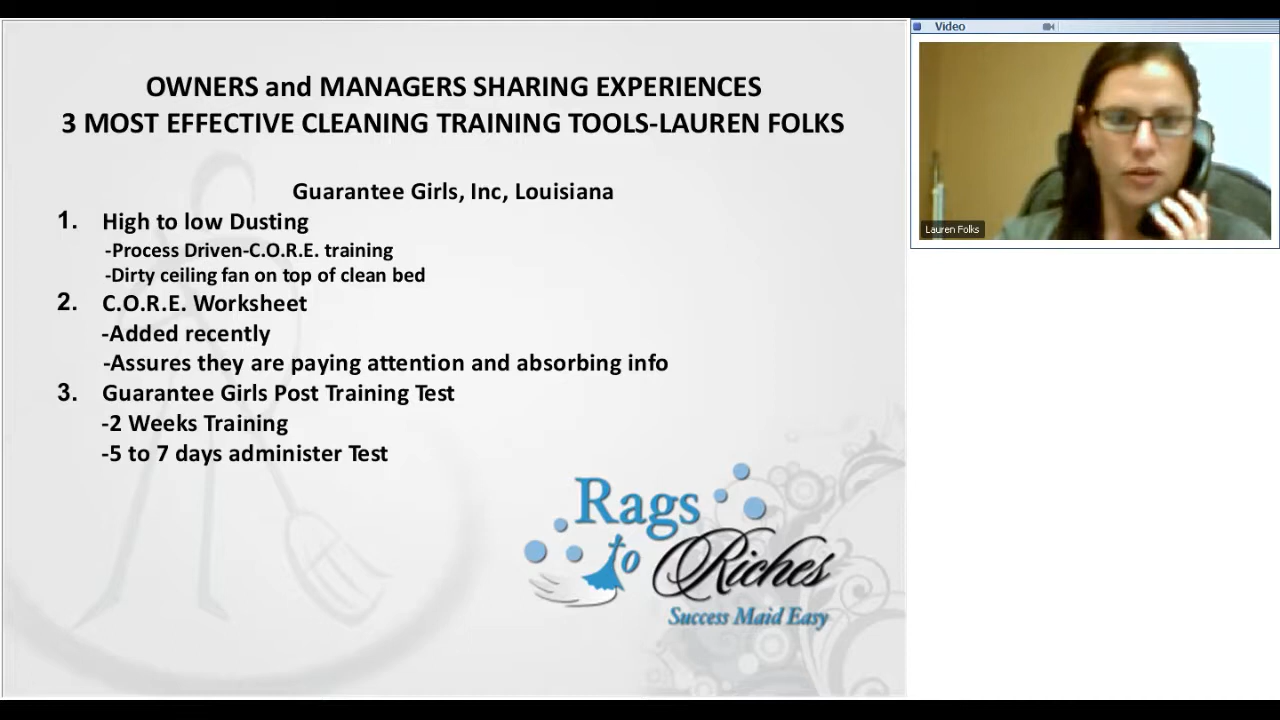 OWNERS and MANAGERS SHARING EXPERIENCES
3 MOST EFFECTIVE CLEANING TRAINING TOOLS-LAUREN FOLKS
Guarantee Girls, Inc, Louisiana
1. High to low Dusting
-Process Driven-C.O.R.E. training
-Dirty ceiling fan on top of clean bed
2. C.O.R.E. Worksheet
-Added recently
-Assures they are paying attention and absorbing info
3. Guarantee Girls Post Training Test
-2 Weeks Training
-5 to 7 days administer Test
Rags
to Riches
Success Maid Easy
Video
Lauren Folks